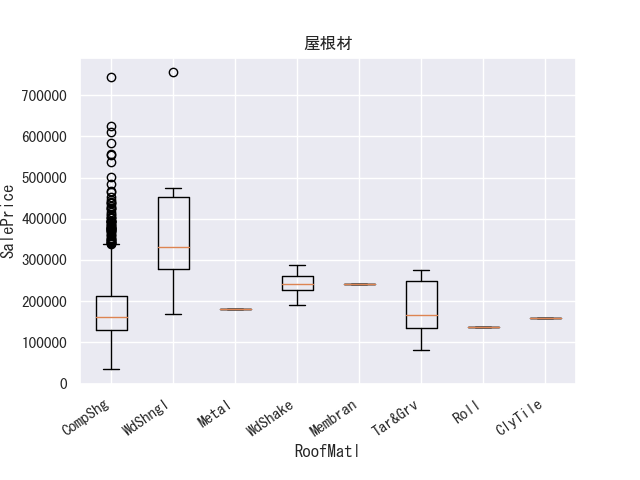 屋根材
700000
600000
500000
400000
300000
200000
100000
0
SalePrice
CompShg
WdShngl
Metal
WdShake
Membran
Tar&Grv
Roll
ClyTile
RoofMatl